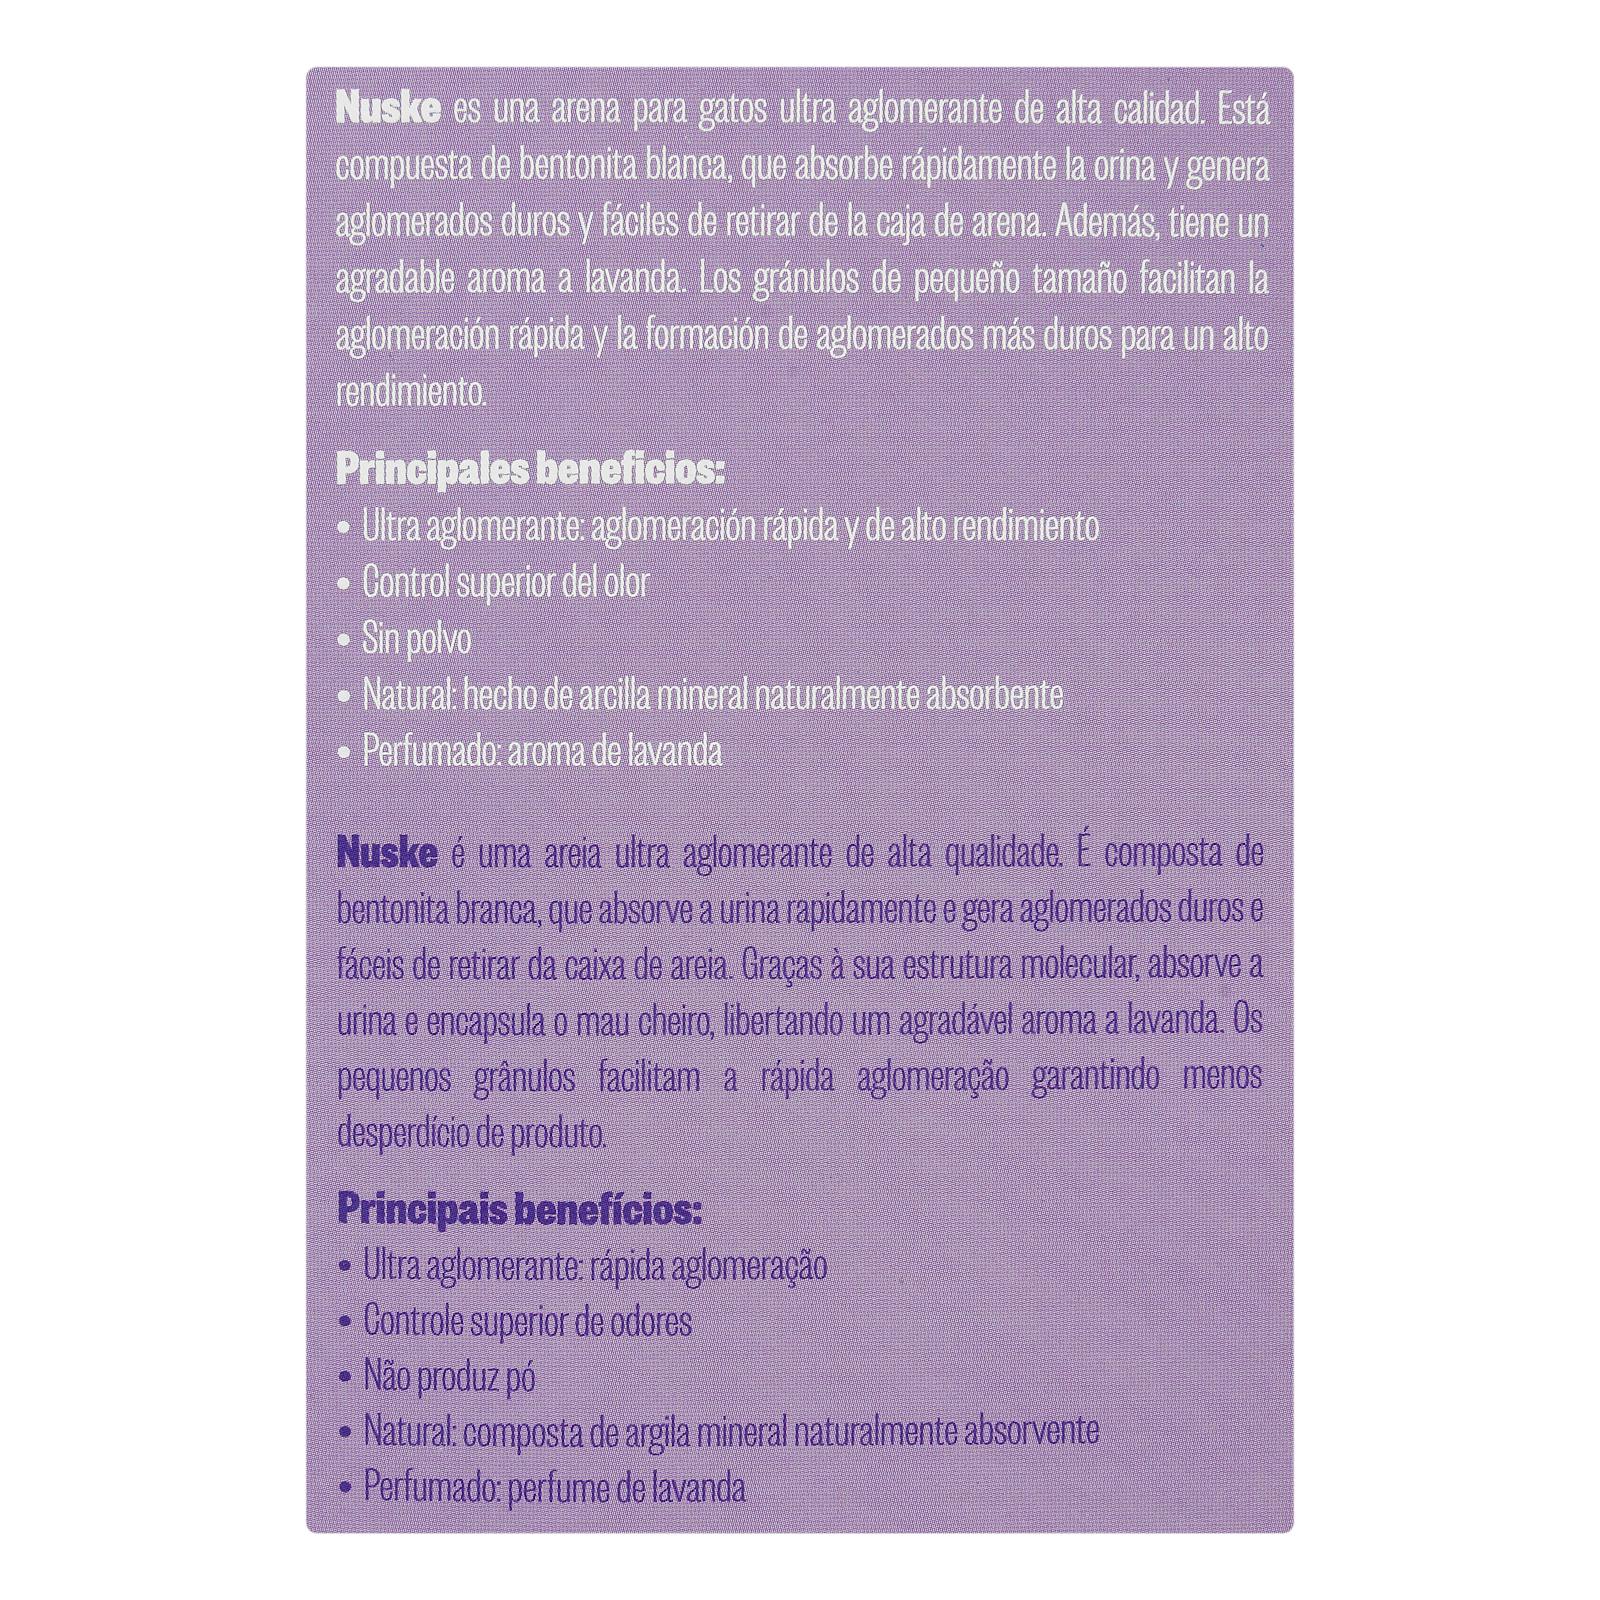 Nuske es una arena para gatos ultra aglomerante de alta calidad. Está
compuesta de bentonita blanca, que absorbe rápidamente la orina y genera
aglomerados duros y fáciles de retirar de la caja de arena. Además, tiene un
agradable aroma a lavanda. Los gránulos de pequeño tamaño facilitan la
aglomeración rápida y la formación de aglomerados más duros para un alto
rendimiento.
Principales beneficios:
• Ultra aglomerante: aglomeración rápida y de alto rendimiento
• Control superior del olor
• Sin polvo
• Natural: hecho de arcilla mineral naturalmente absorbente
• Perfumado: aroma de lavanda
Nuske é uma areia ultra aglomerante de alta qualidade. É composta de
bentonita branca, que absorve a urina rapidamente e gera aglomerados duros e
fáceis de retirar da caixa de areia. Graças à sua estrutura molecular, absorve a
urina e encapsula o mau cheiro, libertando um agradável aroma a lavanda. Os
pequenos grânulos facilitam a rápida aglomeração garantindo menos
desperdício de produto.
Principais benefícios:
• Ultra aglomerante: rápida aglomeração
• Controle superior de odores
• Não produz pó
• Natural: composta de argila mineral naturalmente absorvente
• Perfumado: perfume de lavanda